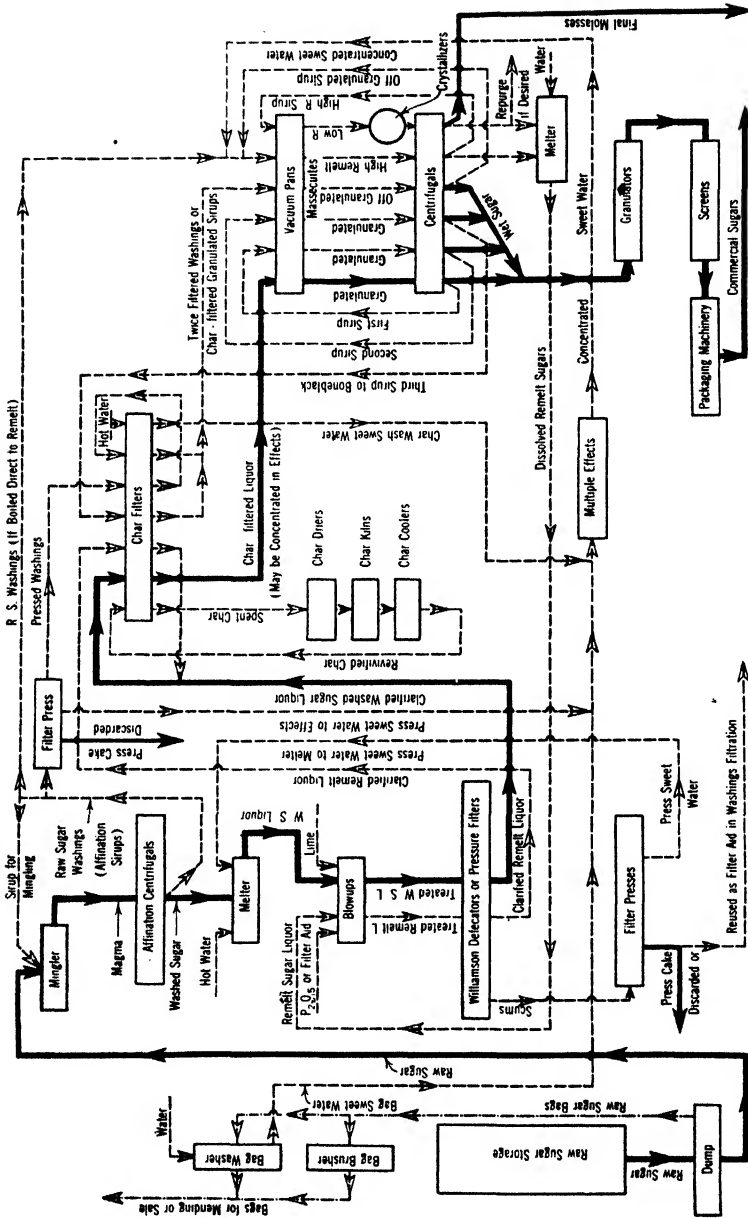 Final Molasses
Concentrated Sweet Water
Off Granulated Sirup
High R Sirup
Low R
Crystallizers
Vacuum Pans
Massecuites
High Remelt
Off Granulated
Granulated
Granulated
Granulated
Centrifugals
Repurge
If Desired
Water
Melter
Wet Sugar
First Sirup
Second Sirup
Third Sirup to Boneblack
Twice Filtered Washings or
Char-filtered Granulated Sirups
Dissolved Remelt Sugars
Sweet Water
Concentrated
Multiple Effects
Granulators
Screens
Packaging Machinery
Commercial Sugars
R S. Washings (If Boiled Direct to Remelt)
Pressed Washings
Hot Water
Char Filters
Char Wash Sweet Water
Char filtered Liquor
(May be Concentrated in Effects)
Spent Char
Char Driers
Char Kilns
Char Coolers
Revivified Char
Filter Press
Press Cake
Discarded
Clarified Washed Sugar Liquor
Press Sweet Water to Effects
Press Sweet Water to Melter
Clarified Remelt Liquor
Sirup for
Mingling
Mingler
Magma
Raw Sugar
Washings
(Affination
Sirups)
Affination Centrifugals
Washed Sugar
Hot Water
Melter
W S Liquor
Lime
Blowups
Remelt Sugar Liquor
P2O5 or Filter Aid
Treated W S L
Treated Remelt L
Clarified Remelt Liquor
Williamson Defecators or Pressure Filters
Scums
Filter Presses
Press Sweet
Water
Press Cake
Discarded or
Reused as Filter Aid in Washings Filtration
Raw Sugar
Water
Bag Washer
Bag Sweet
Water
Bag Brusher
Raw Sugar Bags
Bags for Mending or Sale
Raw Sugar Storage
Raw Sugar
Dump